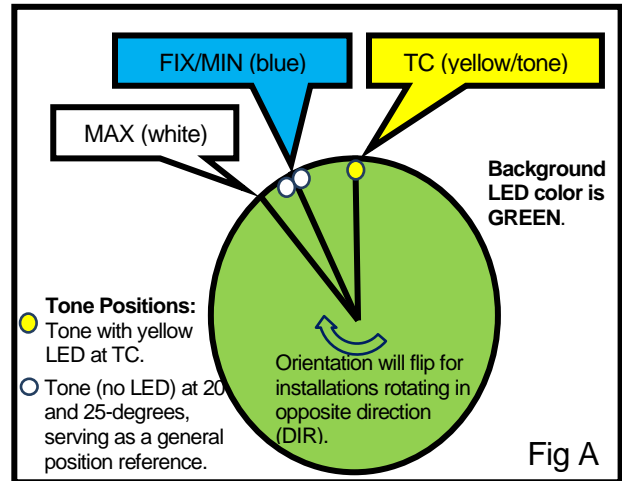 FIX/MIN (blue)
TC (yellow/tone)
MAX (white)
Background
LED color is
GREEN.
Tone Positions:
Tone with yellow
LED at TC.
Tone (no LED) at 20
and 25-degrees,
serving as a general
position reference.
Orientation will flip for
installations rotating in
opposite direction
(DIR).
Fig A